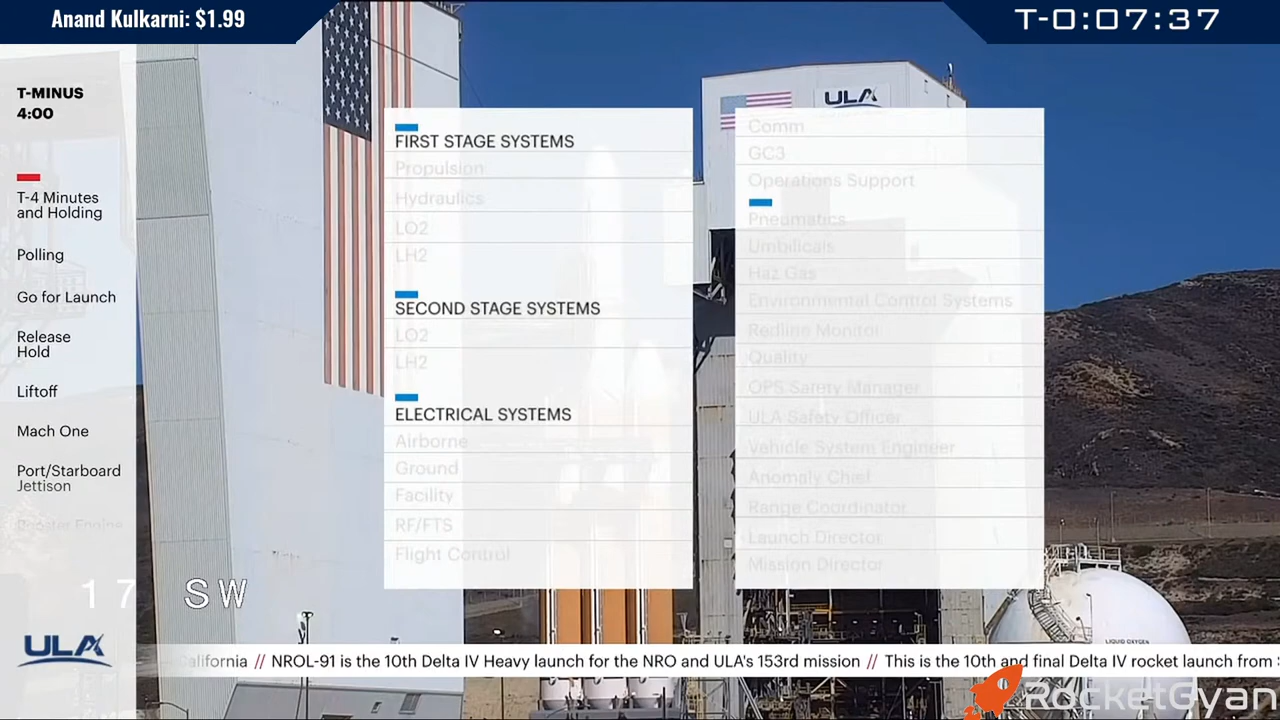 Anand Kulkarni: $1.99
T-0:07:37
T-MINUS
4:00
T-4 Minutes
and Holding
Polling
Go for Launch
Release
Hold
Liftoff
Mach One
Port/Starboard
Jettison
Booster Engine
17 SW
ULA
FIRST STAGE SYSTEMS
Propulsion
Hydraulics
LO2
LH2
SECOND STAGE SYSTEMS
LO2
LH2
ELECTRICAL SYSTEMS
Airborne
Ground
Facility
RF/FTS
Flight Control
ULA
Comm
GC3
Operations Support
Pneumatics
Umbilicals
Haz Gas
Environmental Control Systems
Redline Monitor
Quality
OPS Safety Manager
ULA Safety Officer
Vehicle System Engineer
Anomaly Chief
Range Coordinator
Launch Director
Mission Director
LIQUID OXYGEN
California // NROL-91 is the 10th Delta IV Heavy launch for the NRO and ULA's 153rd mission // This is the 10th and final Delta IV rocket launch from
RocketGyan